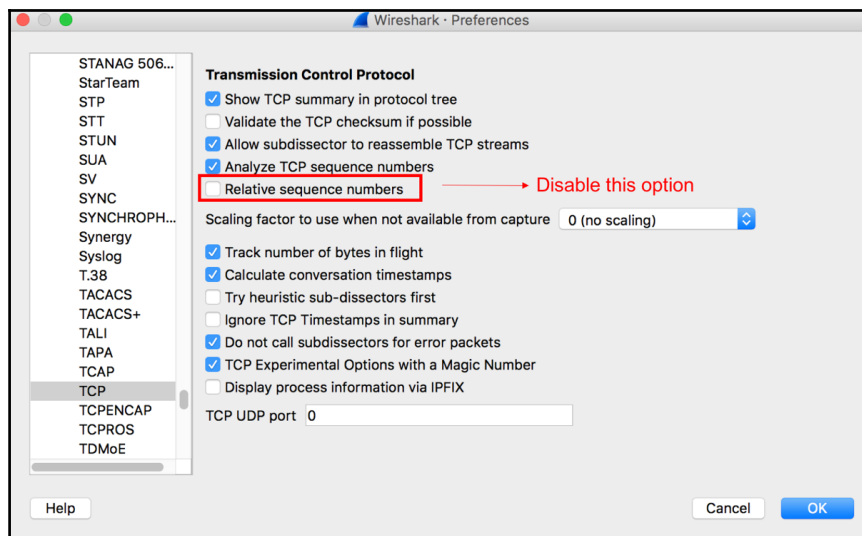 Wireshark · Preferences
STANAG 506...
StarTeam
STP
STT
STUN
SUA
SV
SYNC
SYNCHROPH...
Synergy
Syslog
T.38
TACACS
TACACS+
TALI
TAPA
TCAP
TCP
TCPENCAP
TCPROS
TDMoE
Transmission Control Protocol
Show TCP summary in protocol tree
Validate the TCP checksum if possible
Allow subdissector to reassemble TCP streams
Analyze TCP sequence numbers
Relative sequence numbers
Disable this option
Scaling factor to use when not available from capture 0 (no scaling)
Track number of bytes in flight
Calculate conversation timestamps
Try heuristic sub-dissectors first
Ignore TCP Timestamps in summary
Do not call subdissectors for error packets
TCP Experimental Options with a Magic Number
Display process information via IPFIX
TCP UDP port 0
Help
Cancel
OK